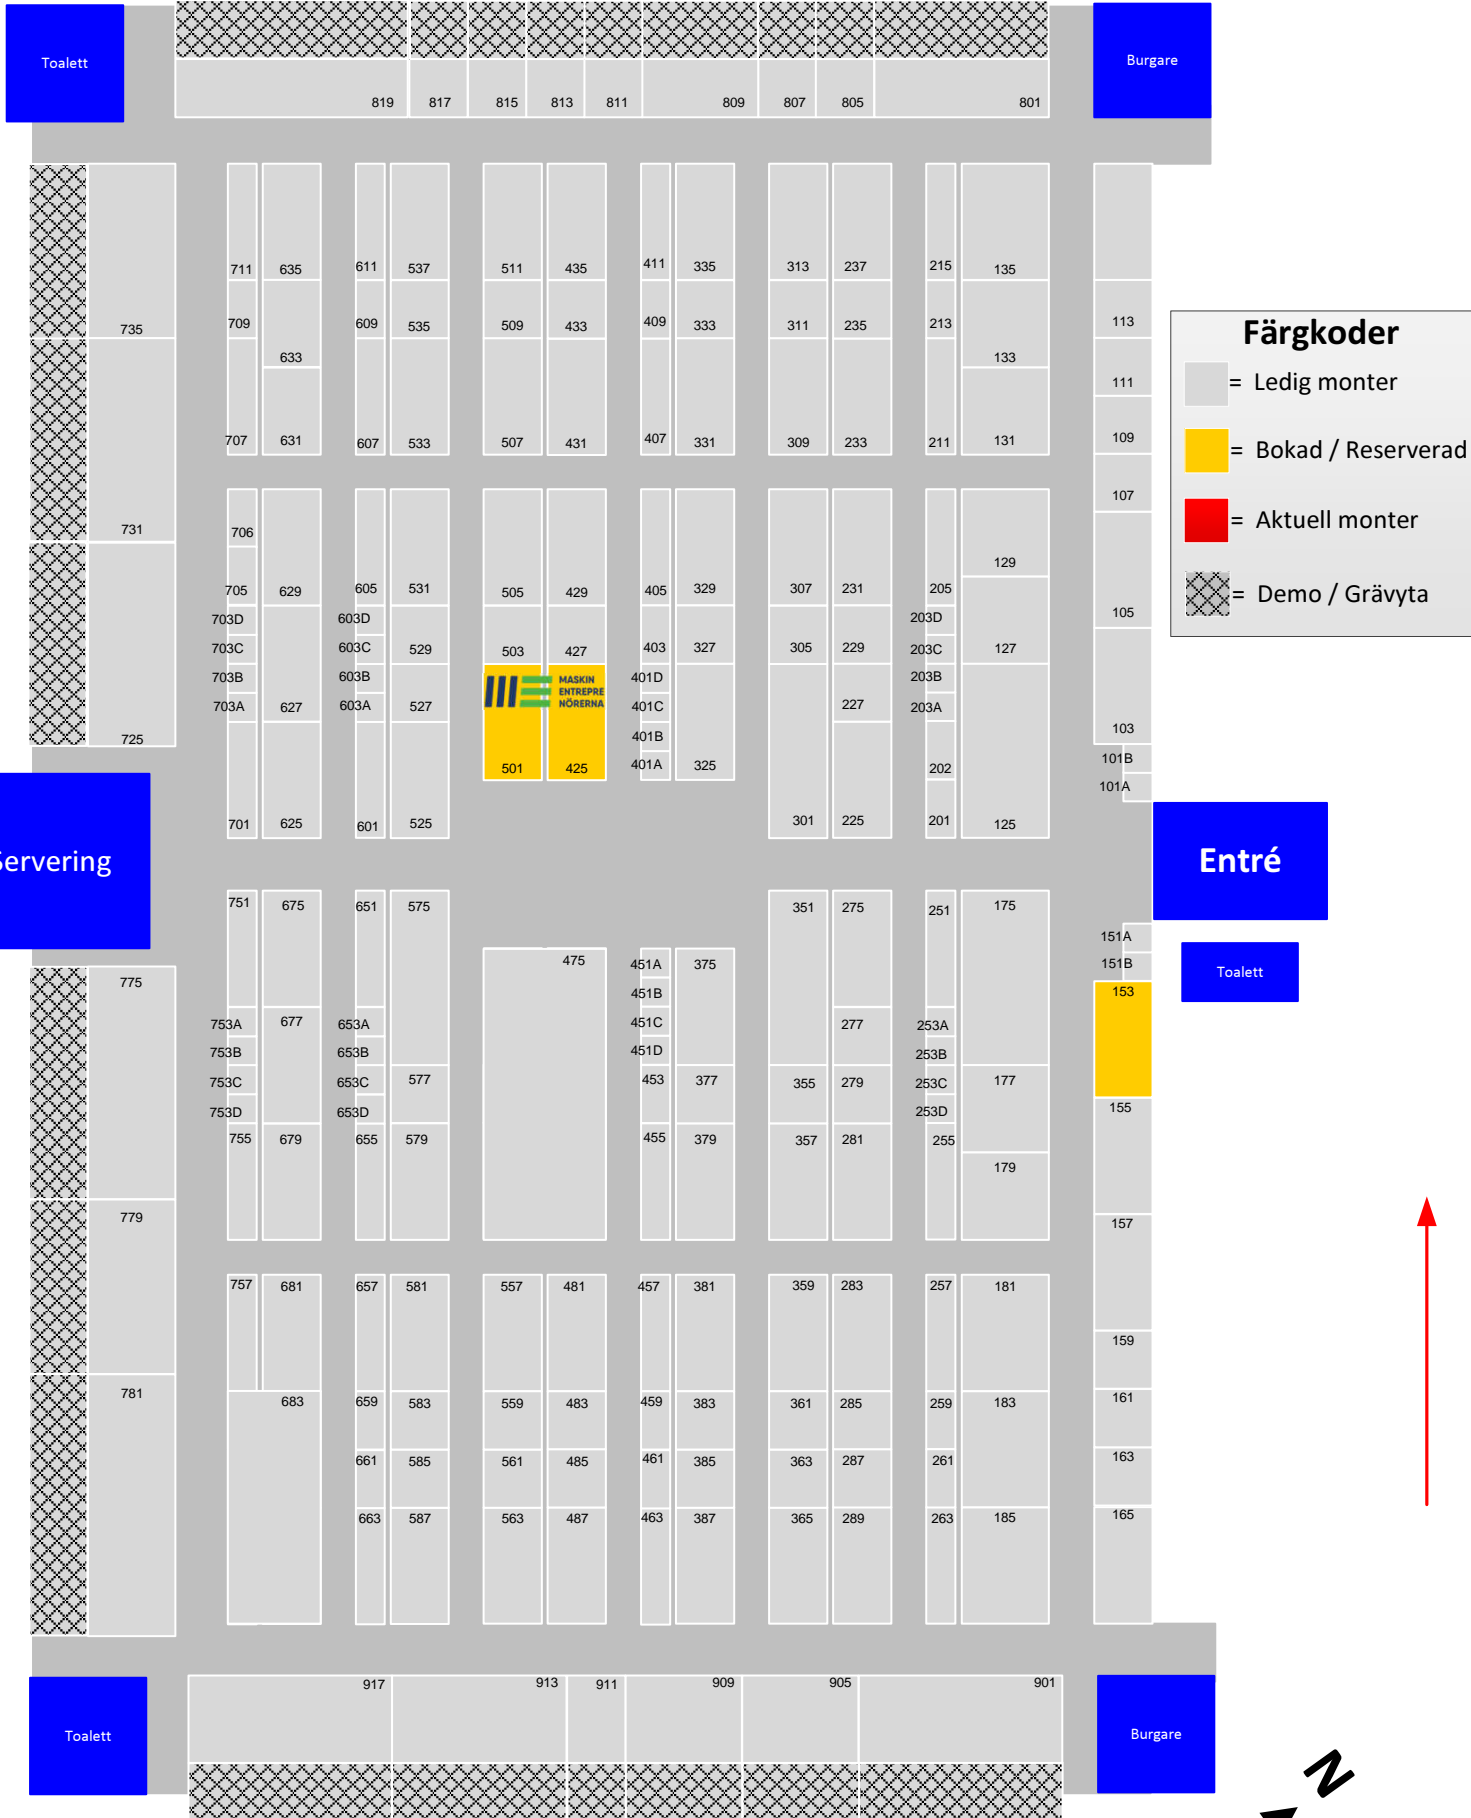 Toalett
Burgare
819 817 815 813 811 809 807 805 801
711 635 611 537 511 435 411 335 313 237 215 135
735 709 609 535 509 433 409 333 311 235 213 113
633 133
Färgkoder
= Ledig monter
= Bokad / Reserverad
= Aktuell monter
= Demo / Grävyta
111
707 631 607 533 507 431 407 331 309 233 211 131 109
107
731 706
129
705 629 605 531 505 429 405 329 307 231 205
703D 603D 203D 105
703C 603C 529 503 427 403 327 305 229 203C 127
703B 603B 401D 203B
MASKIN
ENTREPRE
NÖRERNA
703A 627 603A 527 401C 227 203A
725 401B 103
501 425 401A 325 202 101B
101A
701 625 601 525 301 225 201 125
Servering
Entré
751 675 651 575 351 275 251 175
151A
775 475 451A 375 151B
Toalett
451B 153
753A 677 653A 451C 277 253A
753B 653B 451D 253B
753C 653C 577 453 377 355 279 253C 177
753D 653D 253D 155
755 679 655 579 455 379 357 281 255
179
779 157
757 681 657 581 557 481 457 381 359 283 257 181
159
781 683 659 583 559 483 459 383 361 285 259 183 161
661 585 561 485 461 385 363 287 261 163
663 587 563 487 463 387 365 289 263 185 165
917 913 911 909 905 901
Toalett
Burgare
N